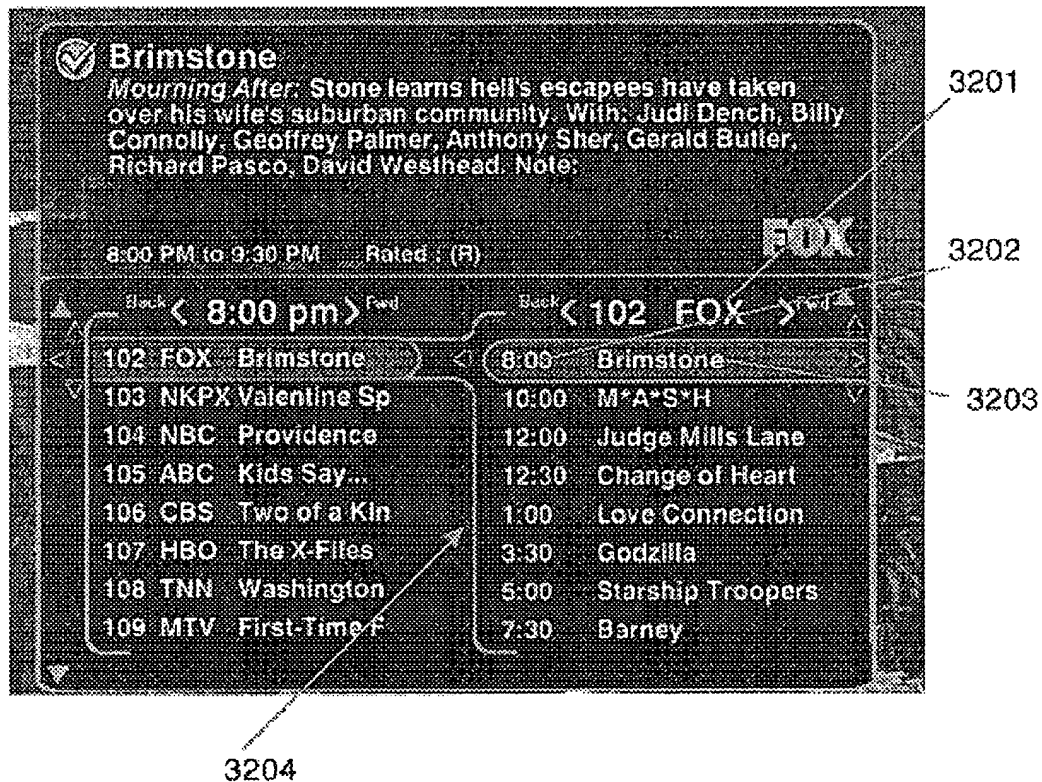 Brimstone
Mourning After: Stone learns hell's escapees have taken
over his wife's suburban community. With: Judi Dench, Billy
Connolly, Geoffrey Palmer, Anthony Sher, Gerald Butler,
Richard Pasco, David Westhead. Note:
FOX
8:00 PM to 9:30 PM Rated : (R)
Back < 8:00 pm > Fwd
102 FOX Brimstone
103 NKPX Valentine Sp
104 NBC Providence
105 ABC Kids Say...
106 CBS Two of a Kin
107 HBO The X-Files
108 TNN Washington
109 MTV First-Time F
Back < 102 FOX > Fwd
8:00 Brimstone
10:00 M*A*S*H
12:00 Judge Mills Lane
12:30 Change of Heart
1:00 Love Connection
3:30 Godzilla
5:00 Starship Troopers
7:30 Barney
3201
3202
3203
3204